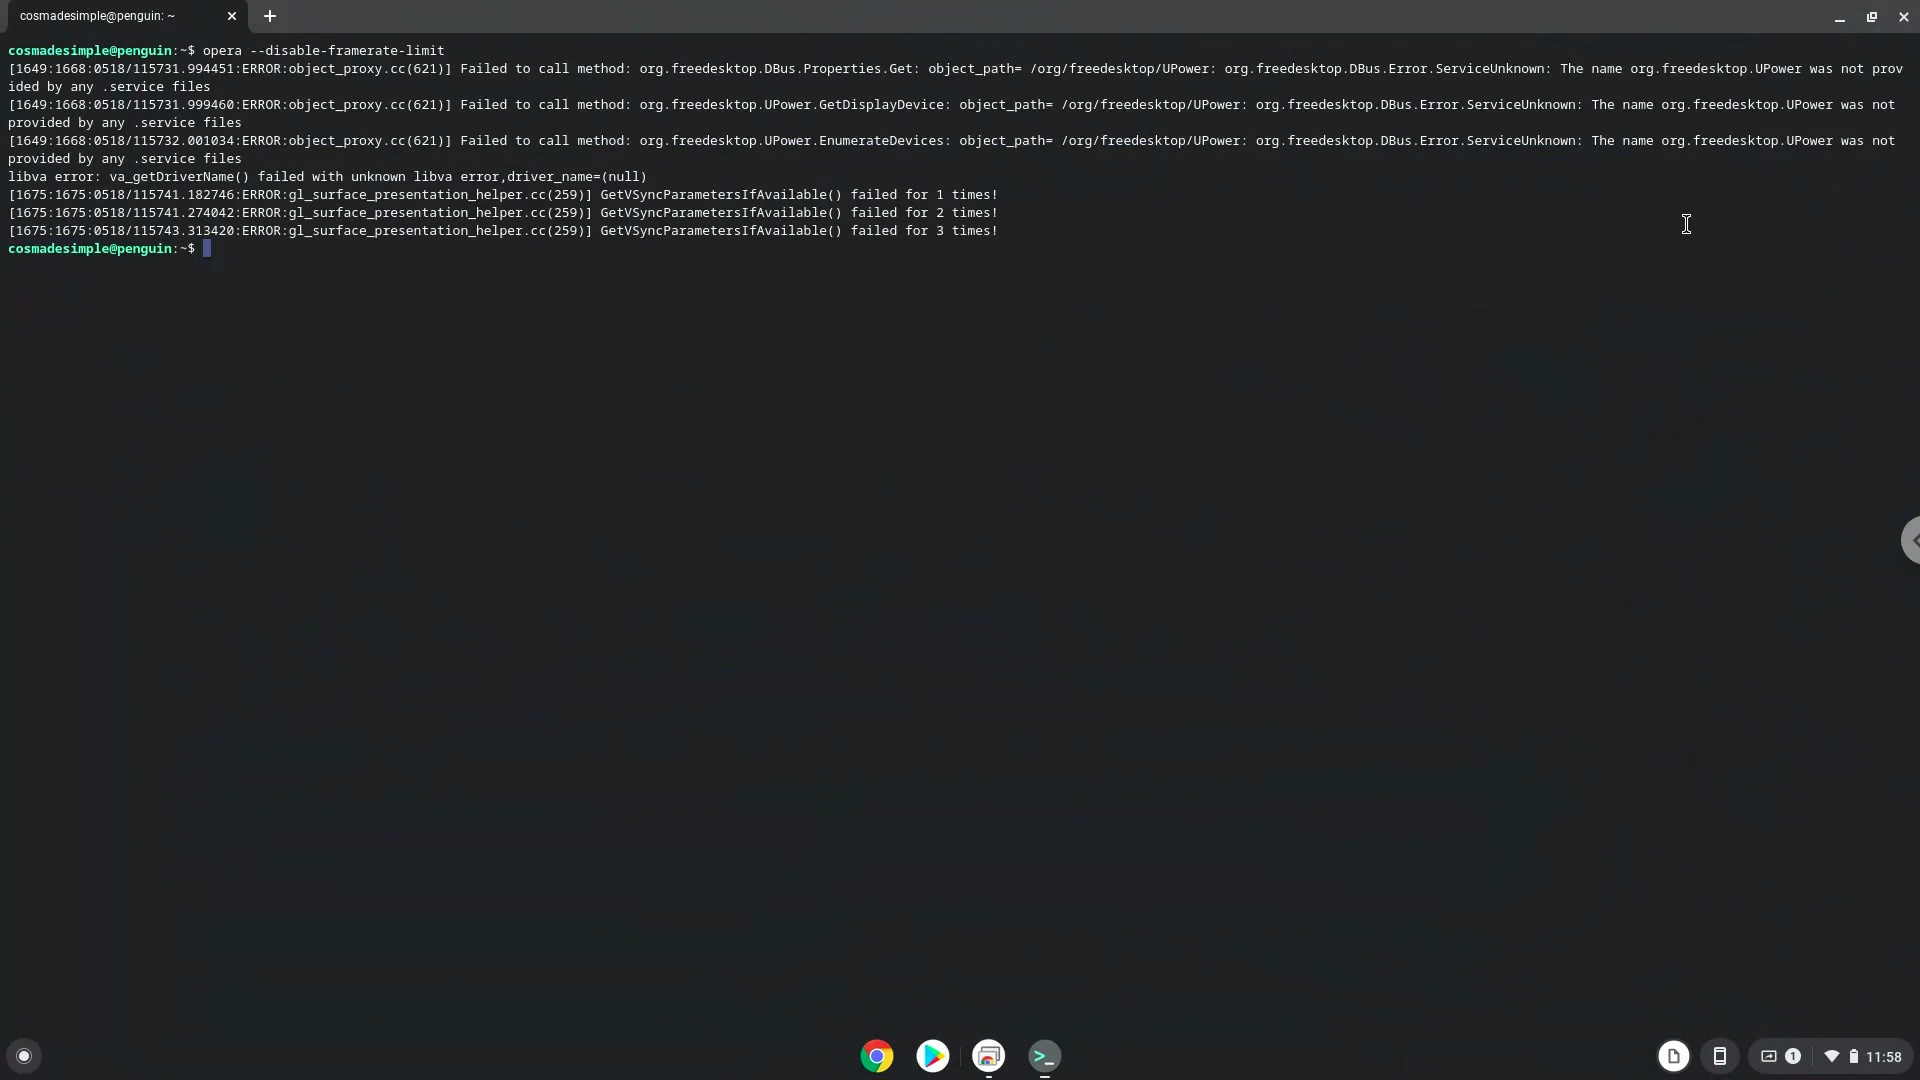 cosmadesimple@penguin: ~
cosmadesimple@penguin:~$ opera --disable-framerate-limit
[1649:1668:0518/115731.994451:ERROR:object_proxy.cc(621)] Failed to call method: org.freedesktop.DBus.Properties.Get: object_path= /org/freedesktop/UPower: org.freedesktop.DBus.Error.ServiceUnknown: The name org.freedesktop.UPower was not prov
ided by any .service files
[1649:1668:0518/115731.999460:ERROR:object_proxy.cc(621)] Failed to call method: org.freedesktop.UPower.GetDisplayDevice: object_path= /org/freedesktop/UPower: org.freedesktop.DBus.Error.ServiceUnknown: The name org.freedesktop.UPower was not
provided by any .service files
[1649:1668:0518/115732.001034:ERROR:object_proxy.cc(621)] Failed to call method: org.freedesktop.UPower.EnumerateDevices: object_path= /org/freedesktop/UPower: org.freedesktop.DBus.Error.ServiceUnknown: The name org.freedesktop.UPower was not
provided by any .service files
libva error: va_getDriverName() failed with unknown libva error,driver_name=(null)
[1675:1675:0518/115741.182746:ERROR:gl_surface_presentation_helper.cc(259)] GetVSyncParametersIfAvailable() failed for 1 times!
[1675:1675:0518/115741.274042:ERROR:gl_surface_presentation_helper.cc(259)] GetVSyncParametersIfAvailable() failed for 2 times!
[1675:1675:0518/115743.313420:ERROR:gl_surface_presentation_helper.cc(259)] GetVSyncParametersIfAvailable() failed for 3 times!
cosmadesimple@penguin:~$
1 11:58